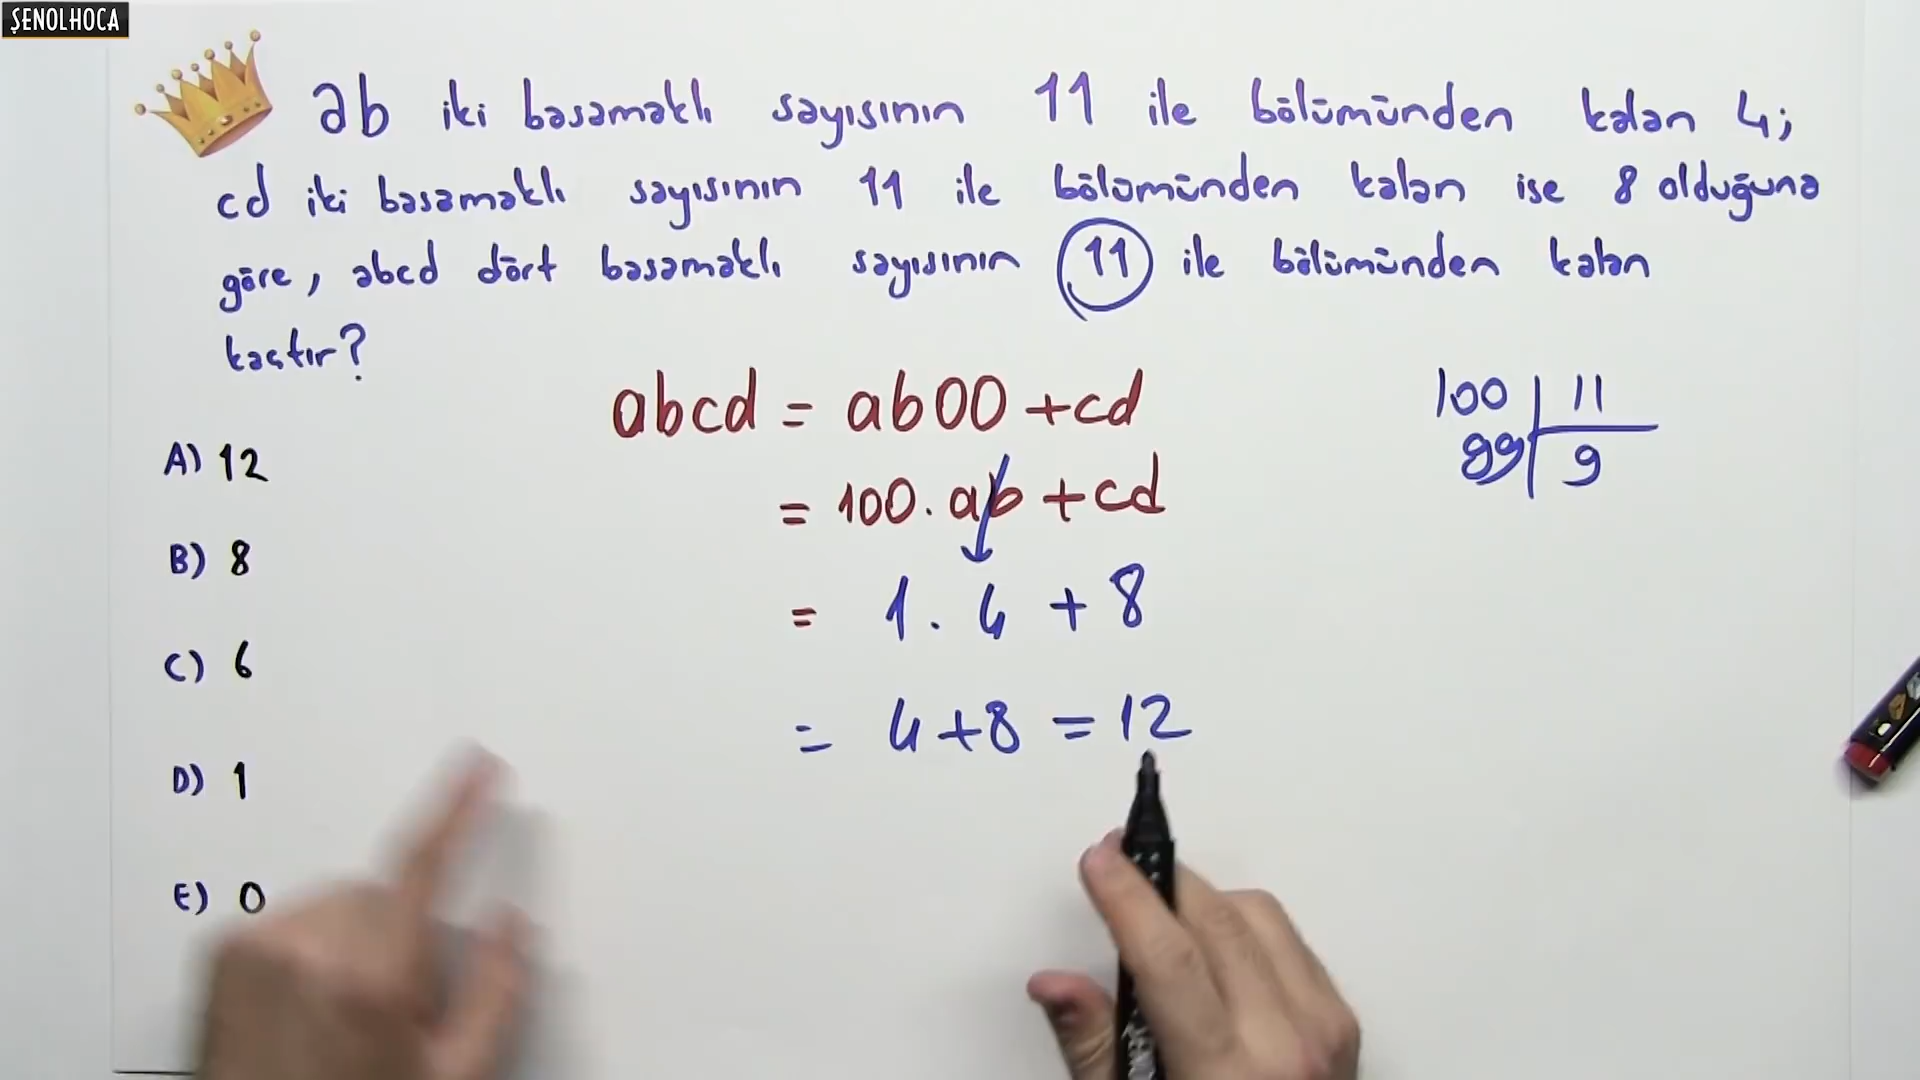 ŞENOLHOCA
ab iki basamaklı sayısının 11 ile bölümünden kalan 4;
cd iki basamaklı sayısının 11 ile bölümünden kalan ise 8 olduğuna
göre, abcd dört basamaklı sayısının 11 ile bölümünden kalan
kaçtır?
abcd = ab00 + cd
= 100. ab + cd
= 1. 4 + 8
= 4 + 8 = 12
100 11
99 9
A) 12
B) 8
C) 6
D) 1
E) 0